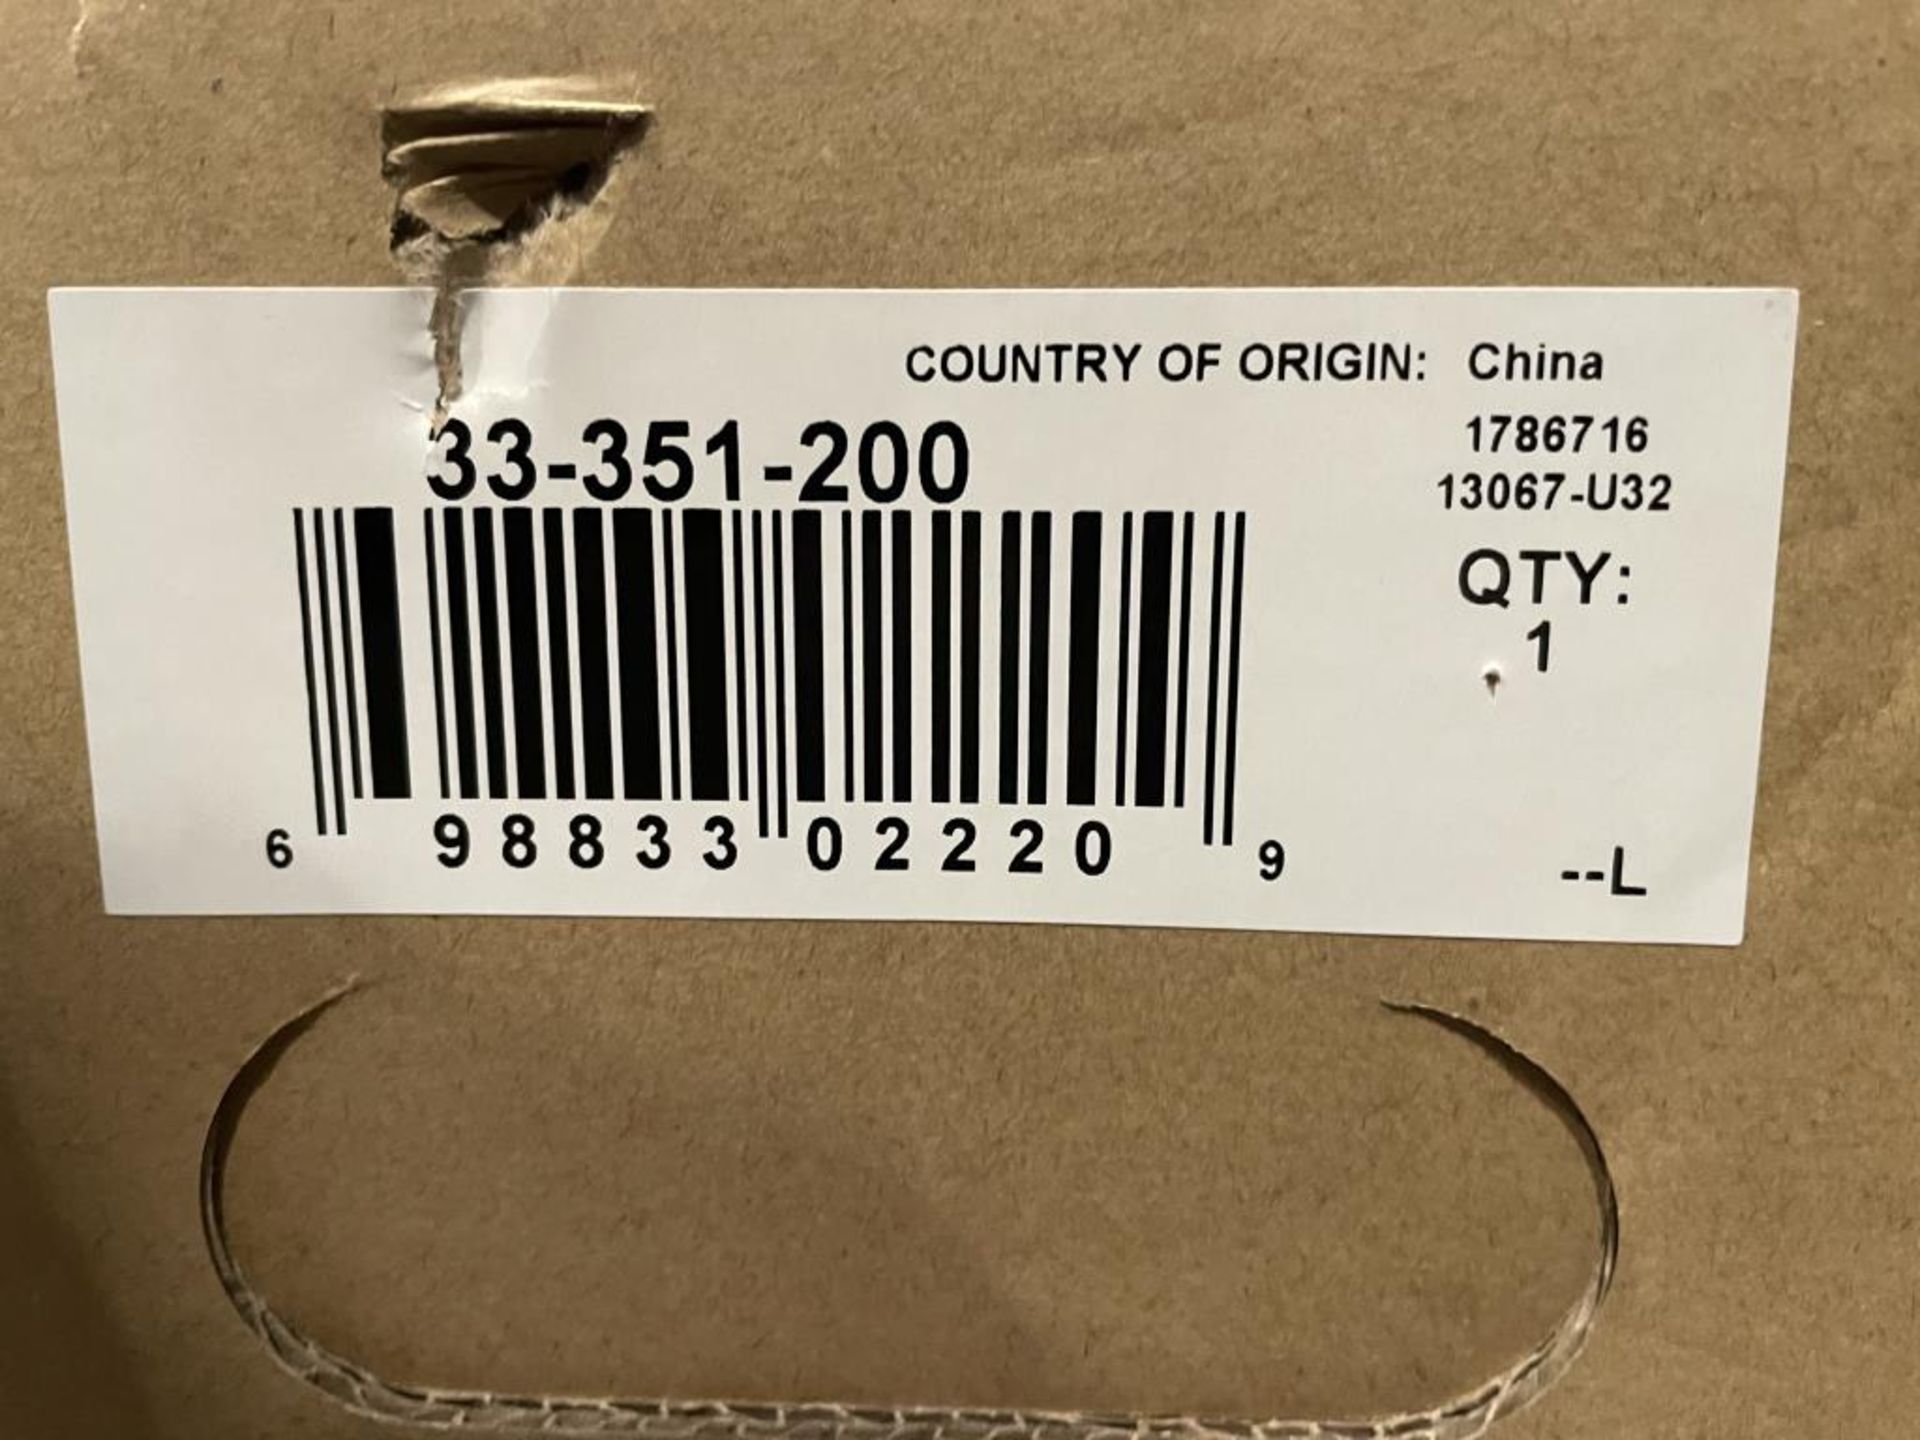 COUNTRY OF ORIGIN: China
1786716
33-351-200
13067-U32
QTY:
1
6 98833 02220 9
--L